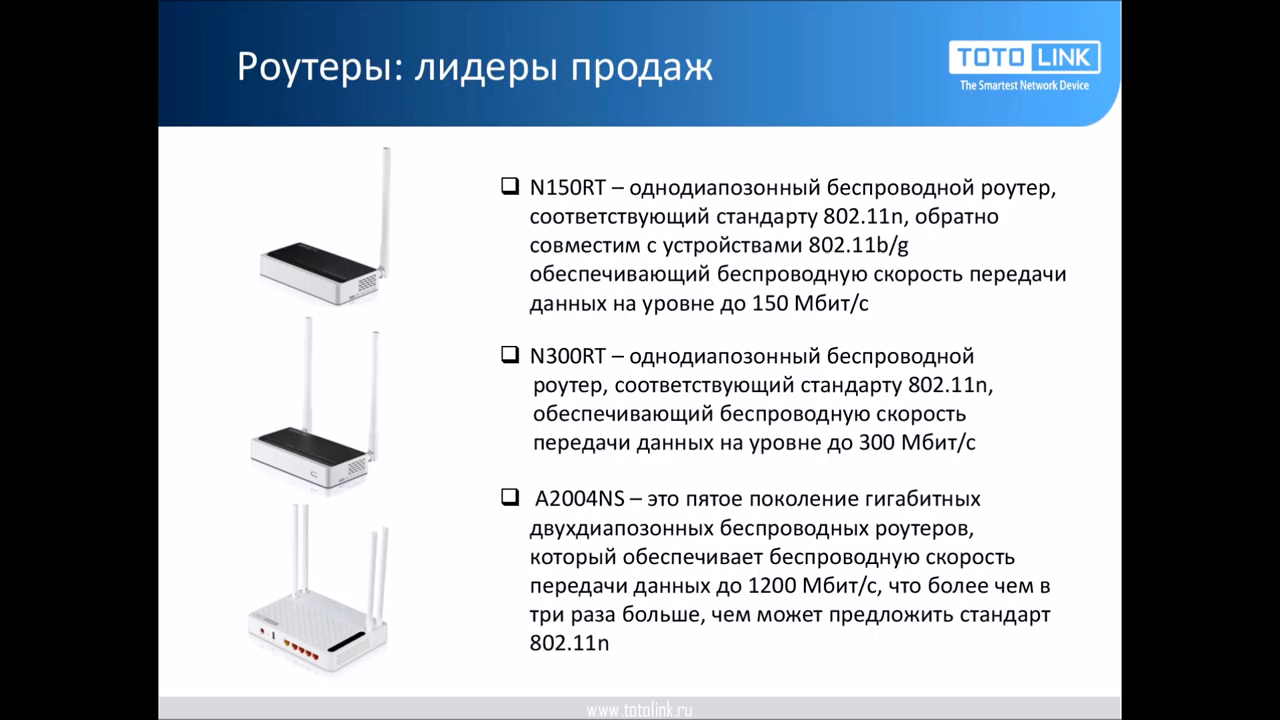 Роутеры: лидеры продаж
TOTO LINK
The Smartest Network Device
N150RT – однодиапозонный беспроводной роутер,
соответствующий стандарту 802.11n, обратно
совместим с устройствами 802.11b/g
обеспечивающий беспроводную скорость передачи
данных на уровне до 150 Мбит/с
N300RT – однодиапозонный беспроводной
роутер, соответствующий стандарту 802.11n,
обеспечивающий беспроводную скорость
передачи данных на уровне до 300 Мбит/с
A2004NS – это пятое поколение гигабитных
двухдиапозонных беспроводных роутеров,
который обеспечивает беспроводную скорость
передачи данных до 1200 Мбит/с, что более чем в
три раза больше, чем может предложить стандарт
802.11n
www.totolink.ru